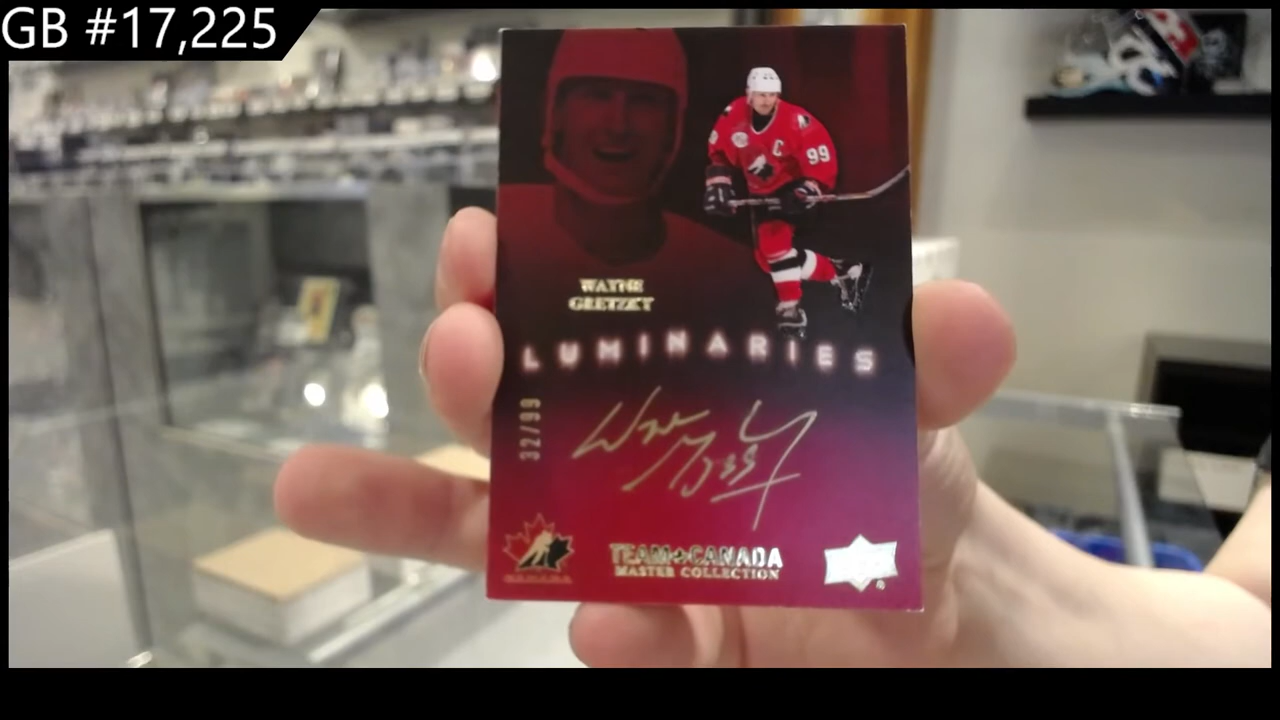 GB #17,225
99
C
WAYNE
GRETZKY
LUMINARIES
32/99
TEAM CANADA
MASTER COLLECTION
CANADA